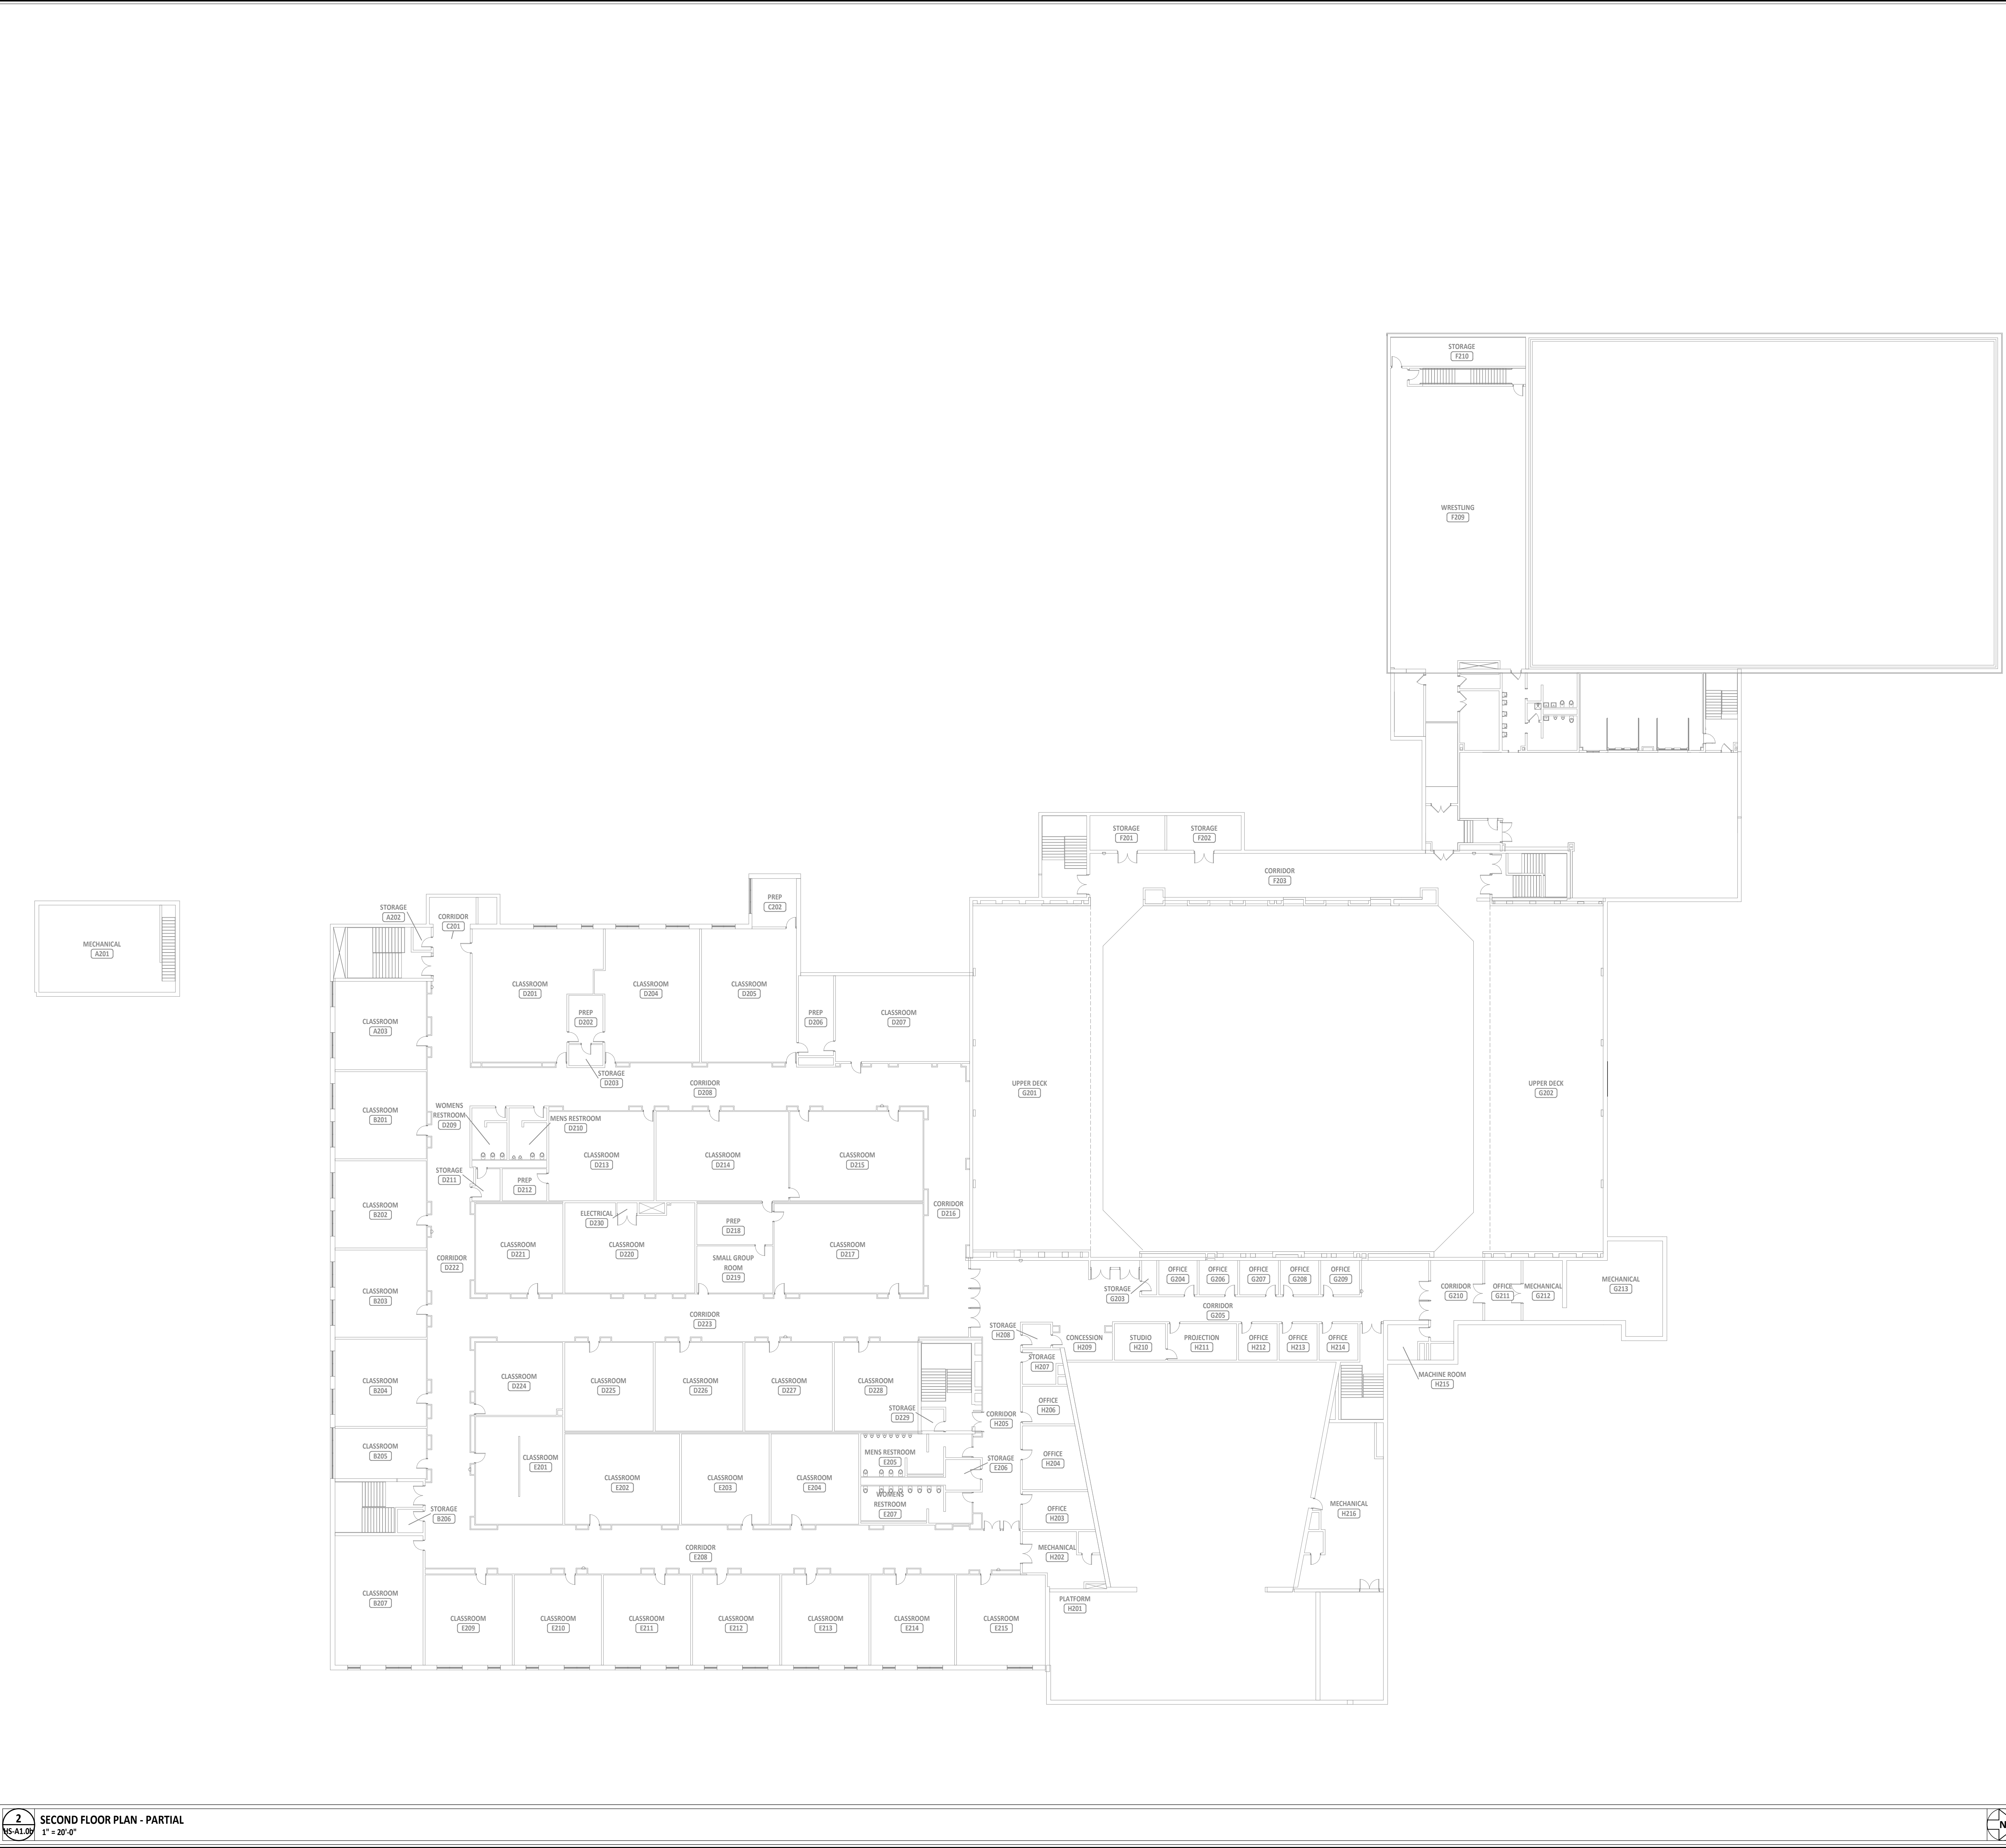 STORAGE
F210
WRESTLING
F209
STORAGE
F201
STORAGE
F202
CORRIDOR
F203
PREP
C202
STORAGE
A202
CORRIDOR
C201
MECHANICAL
A201
CLASSROOM
D201
CLASSROOM
D204
CLASSROOM
D205
PREP
D202
PREP
D206
CLASSROOM
D207
CLASSROOM
A203
STORAGE
D203
CORRIDOR
D208
UPPER DECK
G201
UPPER DECK
G202
CLASSROOM
B201
WOMENS
RESTROOM
D209
MENS RESTROOM
D210
CLASSROOM
D213
CLASSROOM
D214
CLASSROOM
D215
STORAGE
D211
PREP
D212
CLASSROOM
B202
CORRIDOR
D216
ELECTRICAL
D230
PREP
D218
CLASSROOM
D221
CLASSROOM
D220
CLASSROOM
D217
CORRIDOR
D222
SMALL GROUP
ROOM
D219
CLASSROOM
B203
OFFICE
G204
OFFICE
G206
OFFICE
G207
OFFICE
G208
OFFICE
G209
STORAGE
G203
CORRIDOR
G210
OFFICE
G211
MECHANICAL
G212
MECHANICAL
G213
CORRIDOR
D223
CORRIDOR
G205
STORAGE
H208
CONCESSION
H209
STUDIO
H210
PROJECTION
H211
OFFICE
H212
OFFICE
H213
OFFICE
H214
STORAGE
H207
MACHINE ROOM
H215
CLASSROOM
B204
CLASSROOM
D224
CLASSROOM
D225
CLASSROOM
D226
CLASSROOM
D227
CLASSROOM
D228
STORAGE
D229
OFFICE
H206
CORRIDOR
H205
CLASSROOM
B205
CLASSROOM
E201
CLASSROOM
E202
CLASSROOM
E203
CLASSROOM
E204
MENS RESTROOM
E205
STORAGE
E206
OFFICE
H204
WOMENS
RESTROOM
E207
STORAGE
B206
OFFICE
H203
MECHANICAL
H216
CORRIDOR
E208
MECHANICAL
H202
CLASSROOM
B207
PLATFORM
H201
CLASSROOM
E209
CLASSROOM
E210
CLASSROOM
E211
CLASSROOM
E212
CLASSROOM
E213
CLASSROOM
E214
CLASSROOM
E215
2
HS-A1.0b
SECOND FLOOR PLAN - PARTIAL
1" = 20'-0"
N